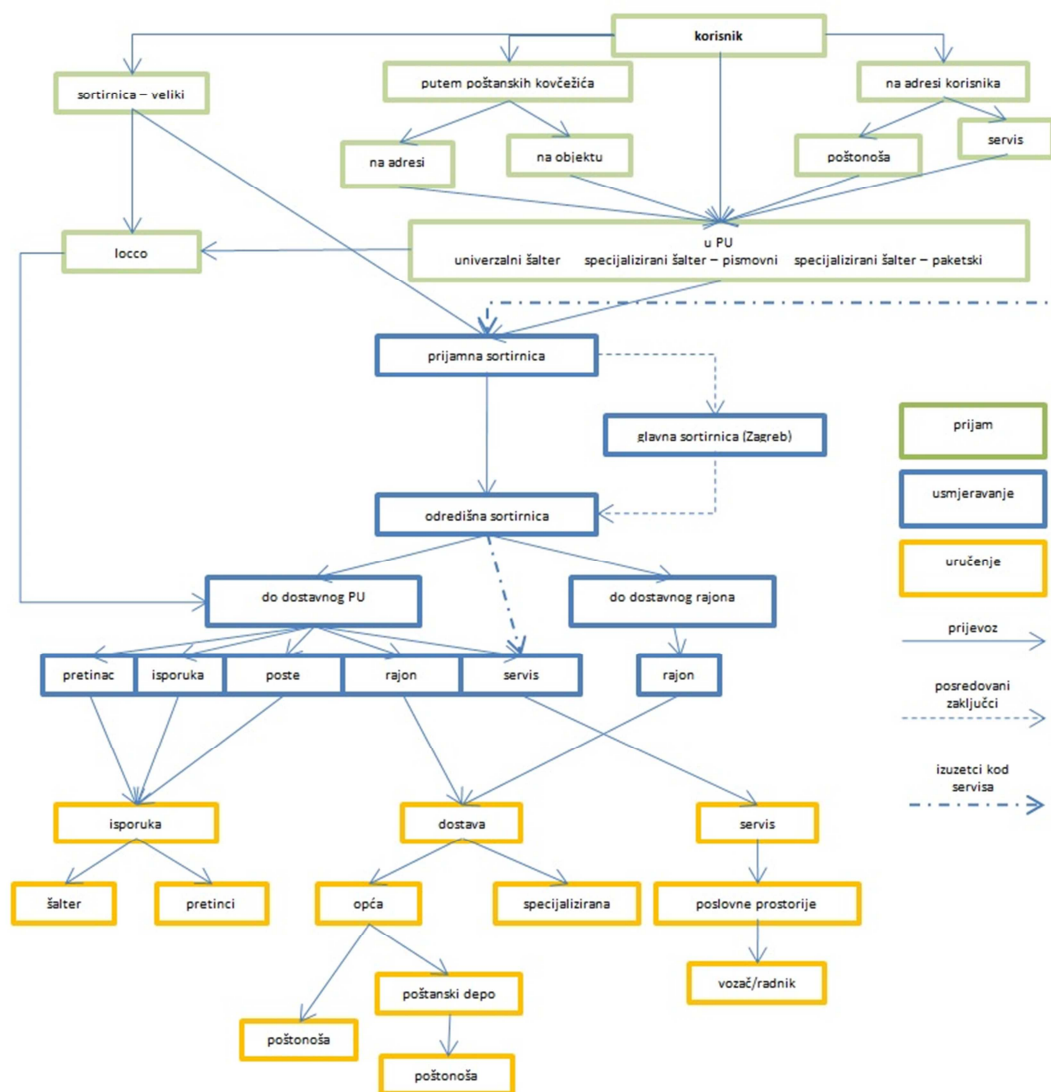 korisnik
sortirnica – veliki
putem poštanskih kovčežića
na adresi korisnika
na adresi
na objektu
poštonoša
servis
locco
u PU
univerzalni šalter specijalizirani šalter – pismovni specijalizirani šalter – paketski
prijamna sortirnica
glavna sortirnica (Zagreb)
odredišna sortirnica
do dostavnog PU
do dostavnog rajona
pretinac
isporuka
poste
rajon
servis
rajon
isporuka
dostava
servis
šalter
pretinci
opća
specijalizirana
poslovne prostorije
poštanski depo
vozač/radnik
poštonoša
poštonoša
prijam
usmjeravanje
uručenje
prijevoz
posredovani
zaključci
izuzetci kod
servisa